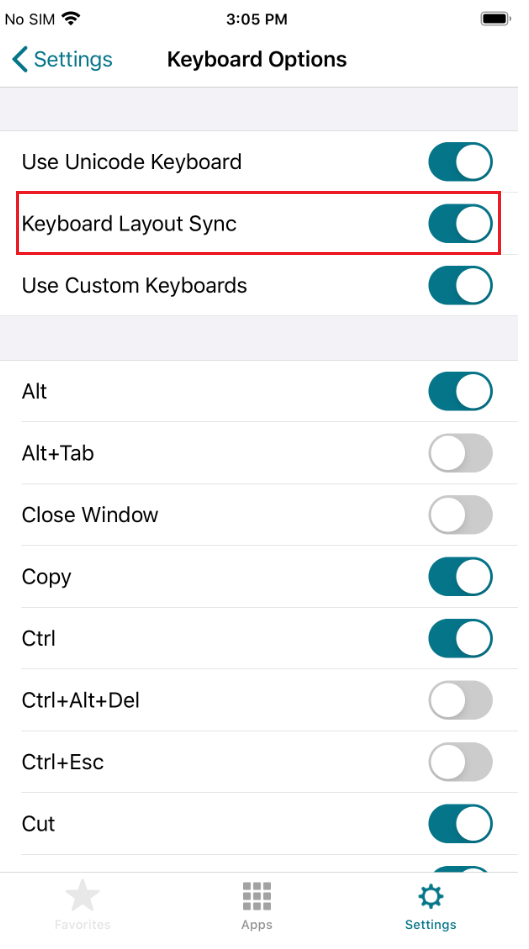 No SIM 3:05 PM
Settings Keyboard Options
Use Unicode Keyboard
Keyboard Layout Sync
Use Custom Keyboards
Alt
Alt+Tab
Close Window
Copy
Ctrl
Ctrl+Alt+Del
Ctrl+Esc
Cut
Favorites Apps Settings